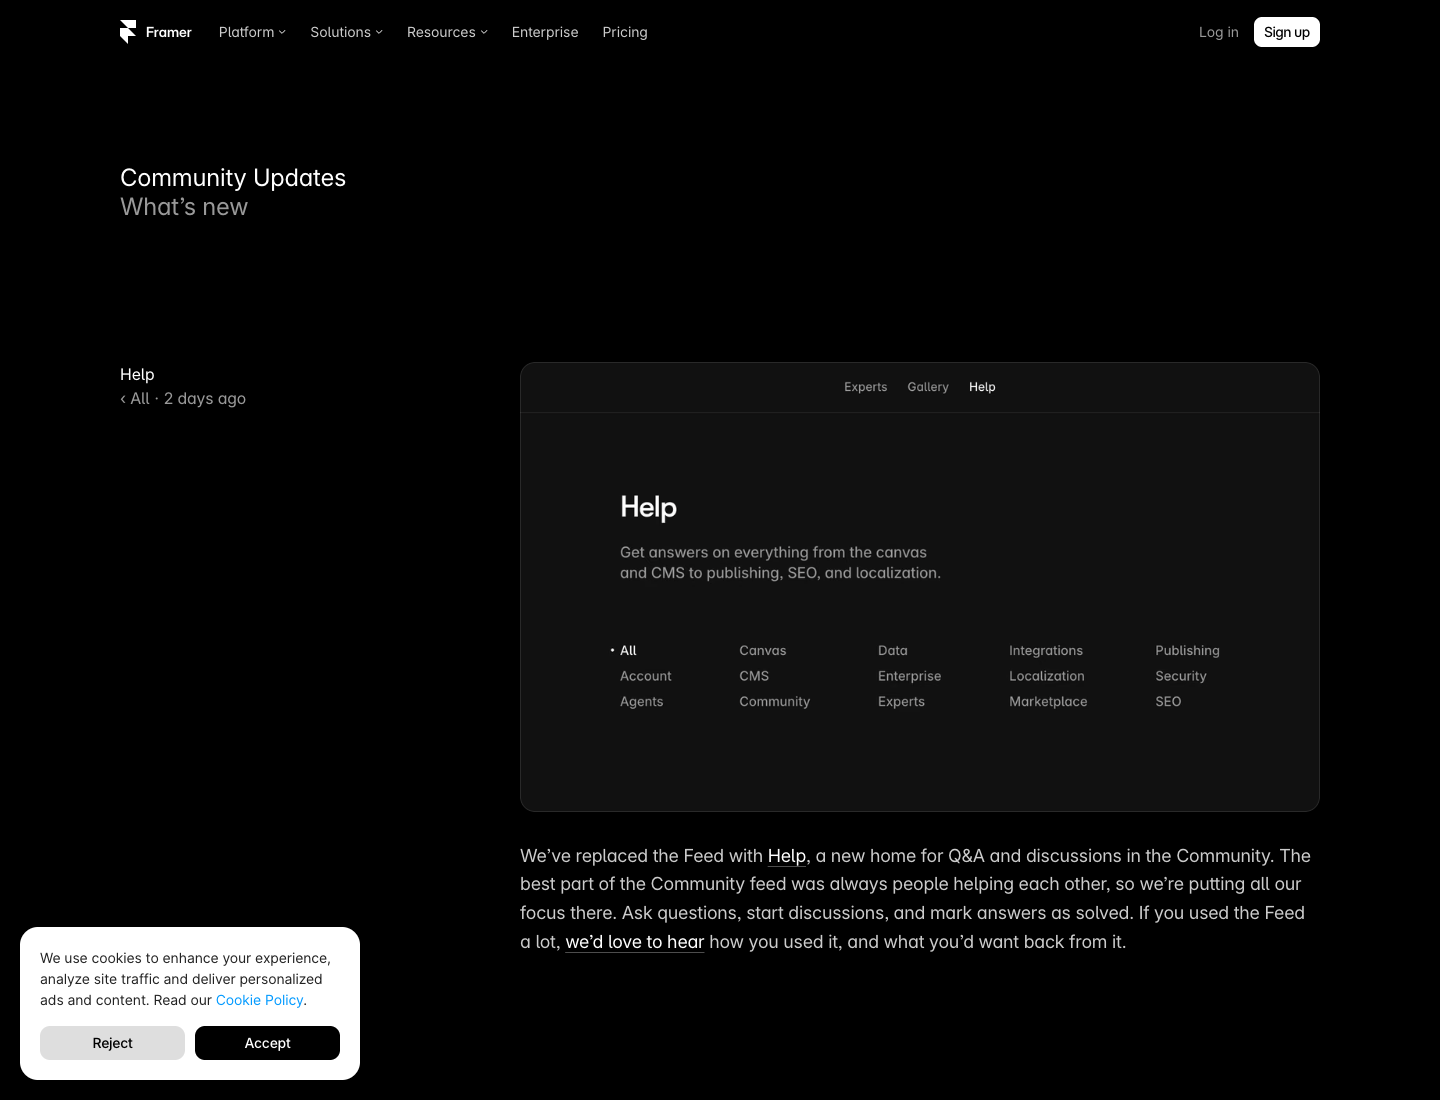 Framer Platform Solutions Resources Enterprise Pricing Log in Sign up
Community Updates
What’s new
Help
‹ All · 2 days ago
Experts Gallery Help
Help
Get answers on everything from the canvas
and CMS to publishing, SEO, and localization.
• All Canvas Data Integrations Publishing
Account CMS Enterprise Localization Security
Agents Community Experts Marketplace SEO
We’ve replaced the Feed with Help, a new home for Q&A and discussions in the Community. The
best part of the Community feed was always people helping each other, so we’re putting all our
focus there. Ask questions, start discussions, and mark answers as solved. If you used the Feed
a lot, we’d love to hear how you used it, and what you’d want back from it.
We use cookies to enhance your experience,
analyze site traffic and deliver personalized
ads and content. Read our Cookie Policy.
Reject Accept